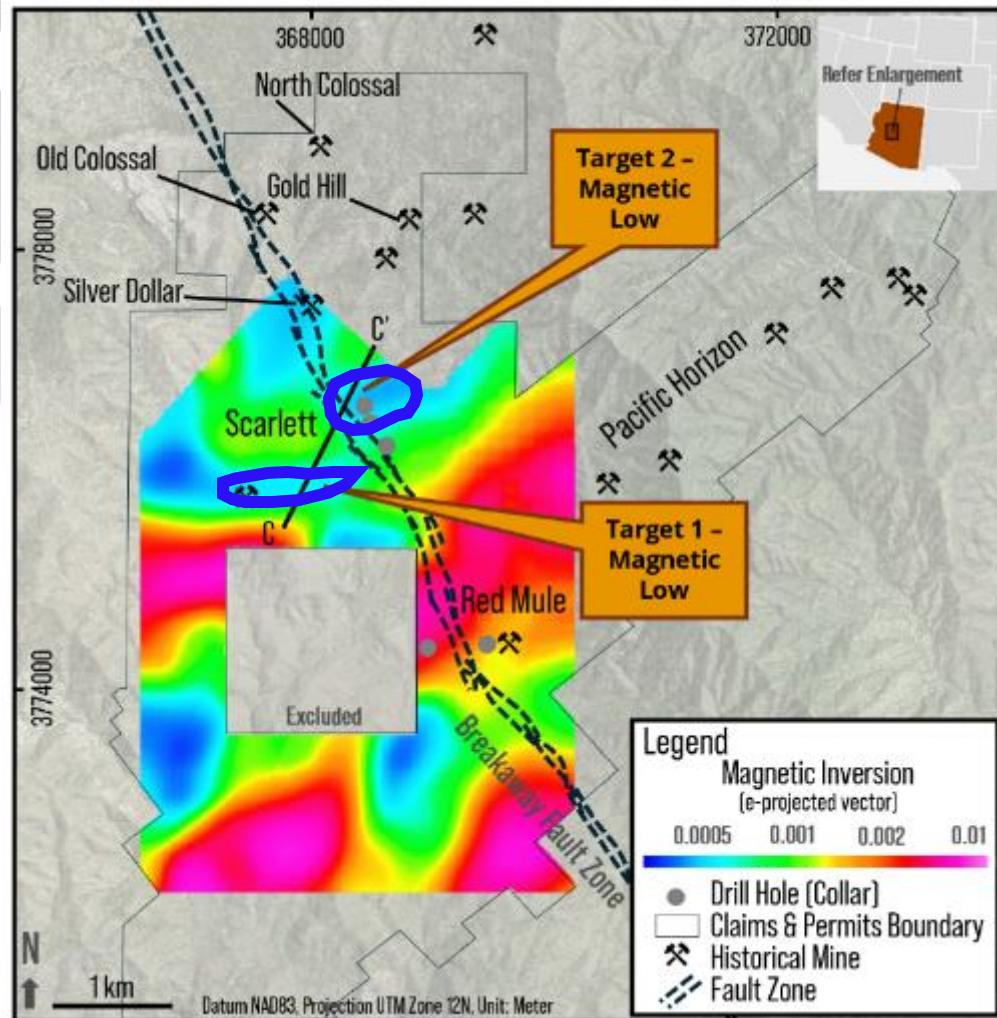 368000
372000
Refer Enlargement
North Colossal
Old Colossal
Gold Hill
Target 2 –
Magnetic
Low
3778000
Silver Dollar
C'
Pacific Horizon
Scarlett
C
Target 1 –
Magnetic
Low
Red Mule
3774000
Excluded
Breakaway Fault Zone
Legend
Magnetic Inversion
(e-projected vector)
0.0005 0.001 0.002 0.01
Drill Hole (Collar)
Claims & Permits Boundary
Historical Mine
Fault Zone
N
1km
Datum NAD83, Projection UTM Zone 12N, Unit: Meter